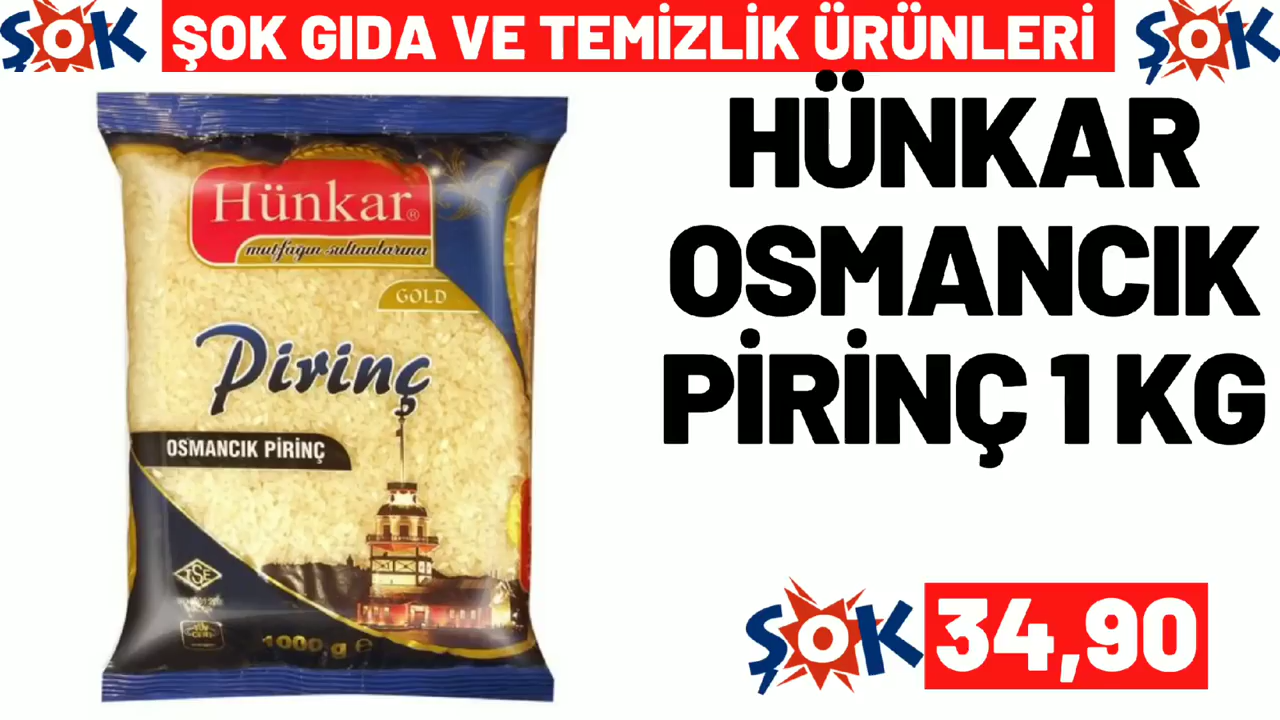 ŞOK
ŞOK GIDA VE TEMİZLİK ÜRÜNLERİ
ŞOK
HÜNKAR
OSMANCIK
PİRİNÇ 1 KG
Hünkar®
mutfağın sultanlarına
GOLD
Pirinç
OSMANCIK PİRİNÇ
TSE
1000 g e
ŞOK
34,90